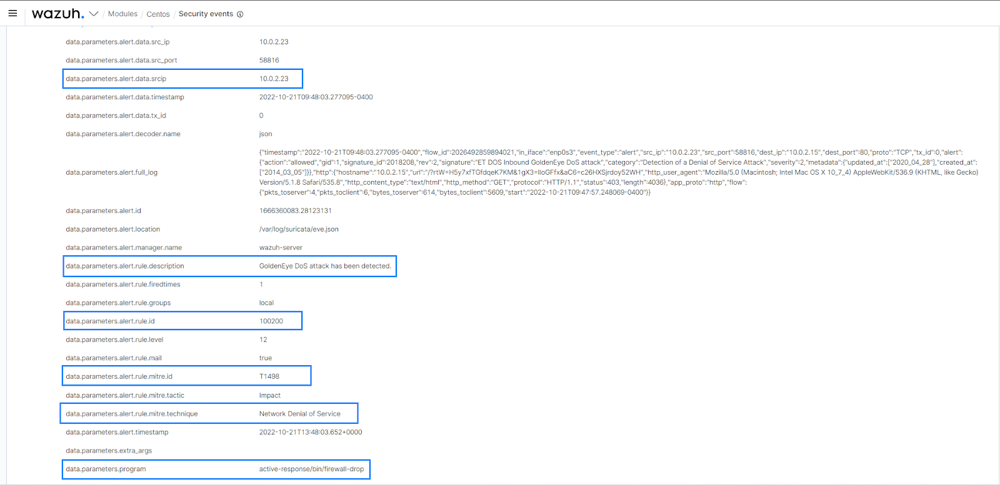 wazuh. / Modules / Centos / Security events
data.parameters.alert.data.src_ip 10.0.2.23
data.parameters.alert.data.src_port 58816
data.parameters.alert.data.srcip 10.0.2.23
data.parameters.alert.data.timestamp 2022-10-21T09:48:03.277095-0400
data.parameters.alert.data.tx_id 0
data.parameters.alert.decoder.name json
data.parameters.alert.full_log
{"timestamp":"2022-10-21T09:48:03.277095-0400","flow_id":2026492859894021,"in_iface":"enp0s3","event_type":"alert","src_ip":"10.0.2.23","src_port":58816,"dest_ip":"10.0.2.15","dest_port":80,"proto":"TCP","tx_id":0,"alert":
{"action":"allowed","gid":1,"signature_id":2018208,"rev":2,"signature":"ET DOS Inbound GoldenEye DoS attack","category":"Detection of a Denial of Service Attack","severity":2,"metadata":{"updated_at":["2020_04_28"],"created_at":
["2014_03_05"]}},"http":{"hostname":"10.0.2.15","url":"/?rtW=H5y7xfTGfdqeK7KM&1gX3=IloGFfx&aC6=c26HXSjrdoy52WH","http_user_agent":"Mozilla/5.0 (Macintosh; Intel Mac OS X 10_7_4) AppleWebKit/536.9 (KHTML, like Gecko)
Version/5.1.8 Safari/535.8","http_content_type":"text/html","http_method":"GET","protocol":"HTTP/1.1","status":403,"length":4036},"app_proto":"http","flow":
{"pkts_toserver":4,"pkts_toclient":6,"bytes_toserver":614,"bytes_toclient":5609,"start":"2022-10-21T09:47:57.248069-0400"}}
data.parameters.alert.id 1666360083.28123131
data.parameters.alert.location /var/log/suricata/eve.json
data.parameters.alert.manager.name wazuh-server
data.parameters.alert.rule.description GoldenEye DoS attack has been detected.
data.parameters.alert.rule.firedtimes 1
data.parameters.alert.rule.groups local
data.parameters.alert.rule.id 100200
data.parameters.alert.rule.level 12
data.parameters.alert.rule.mail true
data.parameters.alert.rule.mitre.id T1498
data.parameters.alert.rule.mitre.tactic Impact
data.parameters.alert.rule.mitre.technique Network Denial of Service
data.parameters.alert.timestamp 2022-10-21T13:48:03.652+0000
data.parameters.extra_args
data.parameters.program active-response/bin/firewall-drop